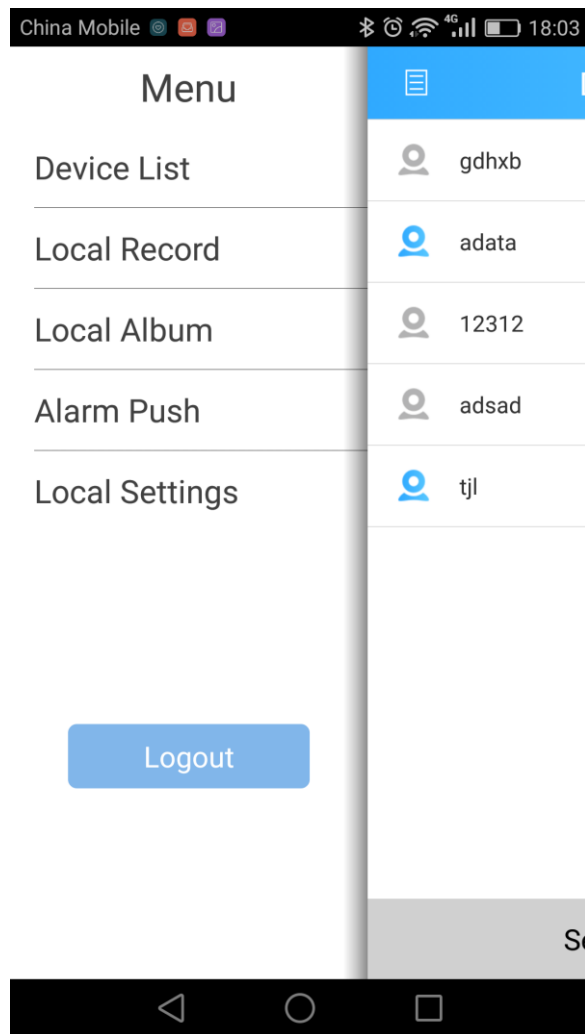 China Mobile 4G 18:03
Menu
Device List
Local Record
Local Album
Alarm Push
Local Settings
Logout
gdhxb
adata
12312
adsad
tjl